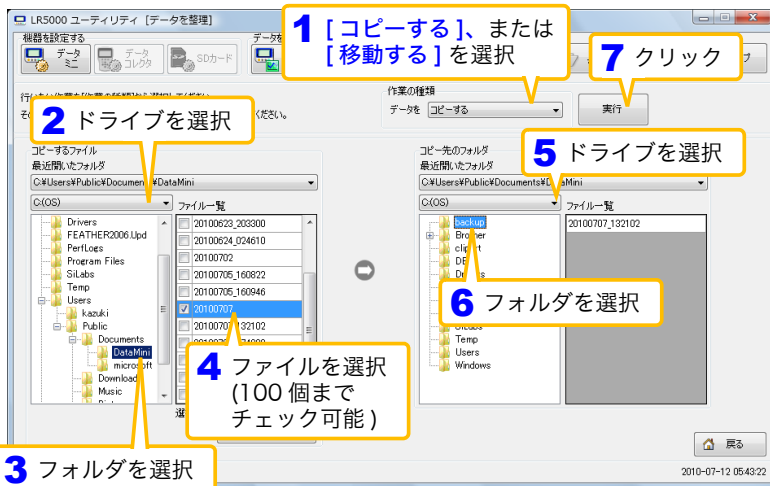 LR5000 ユーティリティ [データを整理]
機器を設定する
データ
ミニ
データ
コレクタ
SDカード
データを
1 [ コピーする ]、または
[ 移動する ] を選択
7 クリック
2 ドライブを選択
ください。
作業の種類
データを コピーする
実行
5 ドライブを選択
コピーするファイル
最近開いたフォルダ
C:¥Users¥Public¥Documents¥DataMini
C:(OS)
ファイル一覧
Drivers
FEATHER2006.Upd
PerfLogs
Program Files
SiLabs
Temp
Users
kazuki
Public
Documents
DataMini
microsoft
Download
Music
20100623_203300
20100624_024610
20100702
20100705_160822
20100705_160946
20100707
4 ファイルを選択
(100 個まで
チェック可能 )
3 フォルダを選択
コピー先のフォルダ
最近開いたフォルダ
C:(OS)
ファイル一覧
backup
20100707_132102
6 フォルダを選択
Temp
Users
Windows
戻る
2010-07-12 05:43:22